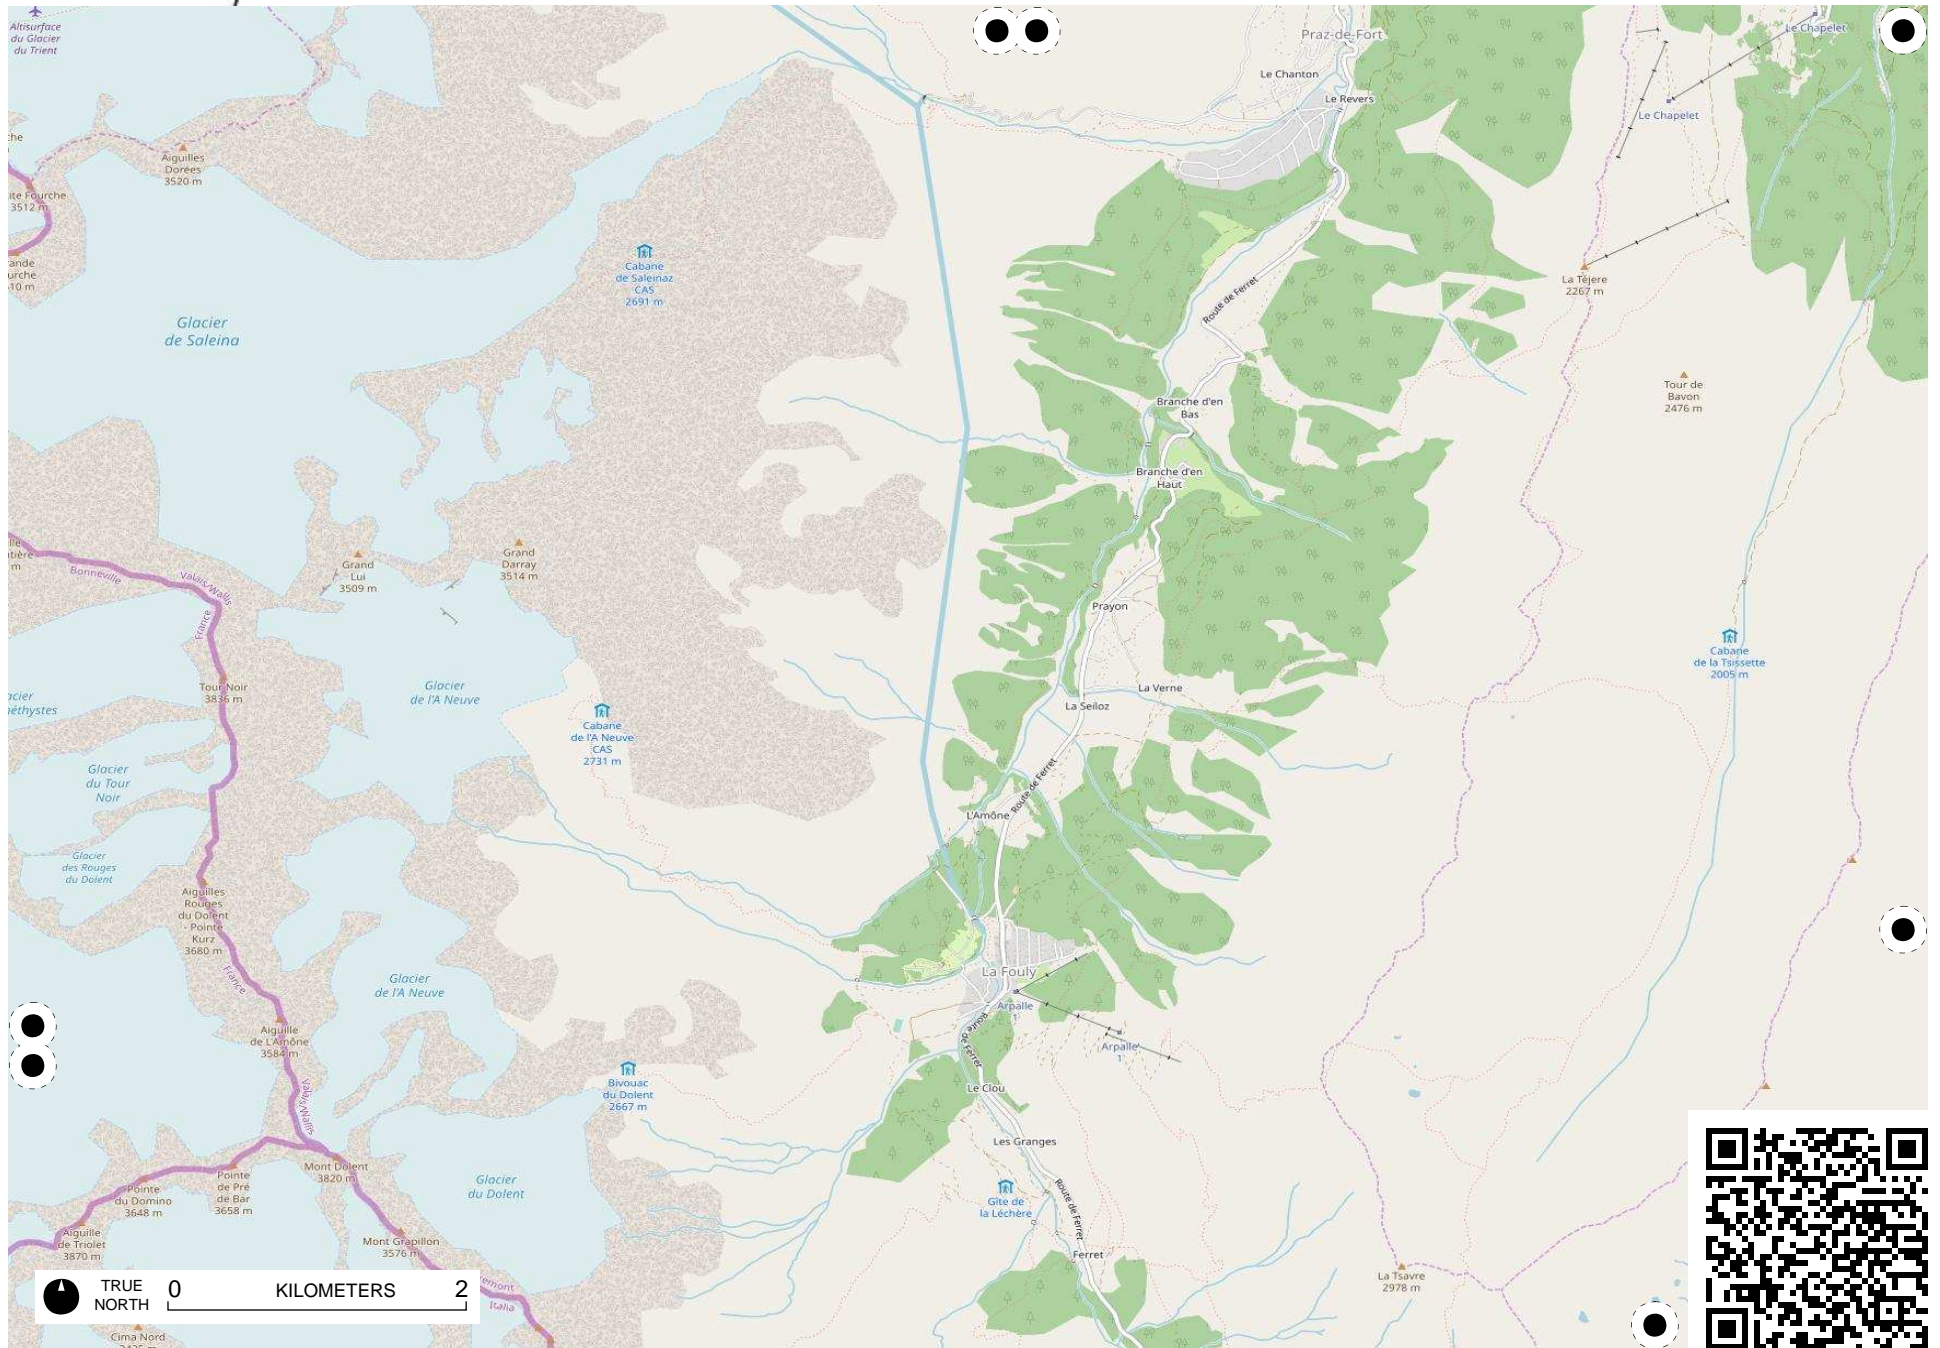 Altisurface
du Glacier
du Trient
Praz-de-Fort
Le Chapelet
Le Chanton
Le Revers
Le Chapelet
Aiguilles
Dorées
3520 m
3512 m
Cabane
de Saleinaz
CAS
2691 m
La Tèjere
2267 m
Route de Ferret
Glacier
de Saleina
Tour de
Bavon
2476 m
Branche d'en
Bas
Branche d'en
Haut
Grand
Lui
3509 m
Grand
Darray
3514 m
Bonneville
Valais/Wallis
France
Prayon
Cabane
de la Tsissette
2005 m
Tour Noir
3836 m
Glacier
de l'A Neuve
La Verne
La Seiloz
Cabane
de l'A Neuve
CAS
2731 m
Glacier
du Tour
Noir
Route de Ferret
L'Amône
Glacier
des Rouges
du Dolent
Aiguilles
Rouges
du Dolent
- Pointe
Kurz
3680 m
France
Glacier
de l'A Neuve
La Fouly
Arpalle
1
Aiguille
de L'Amône
3584 m
Route de Ferret
Arpalle
1
Bivouac
du Dolent
2667 m
Le Clou
Valais/Wallis
Les Granges
Mont Dolent
3820 m
Pointe
de Pré
de Bar
3658 m
Pointe
du Domino
3648 m
Glacier
du Dolent
Gîte de
la Léchère
Route de Ferret
Aiguille
de Triolet
3870 m
Mont Grapillon
3576 m
Ferret
La Tsavre
2978 m
Italia
TRUE
NORTH
0 KILOMETERS 2
Cima Nord